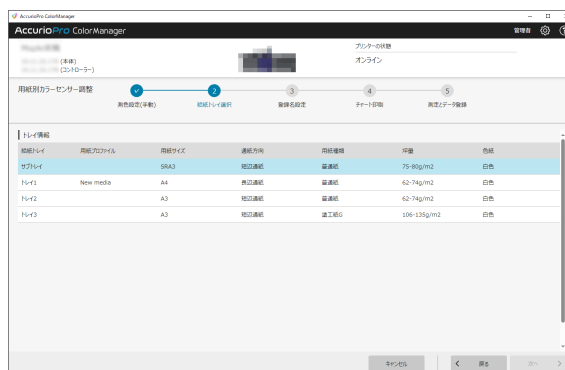 AccurioPro ColorManager
AccurioPro ColorManager 管理者
(本体)
(コントローラー)
プリンターの状態
オンライン
用紙別カラーセンサー調整
2 3 4 5
測色設定(手動) 給紙トレイ選択 登録名設定 チャート印刷 測定とデータ登録
トレイ情報
給紙トレイ 用紙プロファイル 用紙サイズ 通紙方向 用紙種類 坪量 色紙
サブトレイ SRA3 短辺通紙 普通紙 75-80g/m2 白色
トレイ1 New media A4 長辺通紙 普通紙 62-74g/m2 白色
トレイ2 A3 短辺通紙 普通紙 62-74g/m2 白色
トレイ3 A3 短辺通紙 塗工紙G 106-135g/m2 白色
キャンセル 戻る 次へ